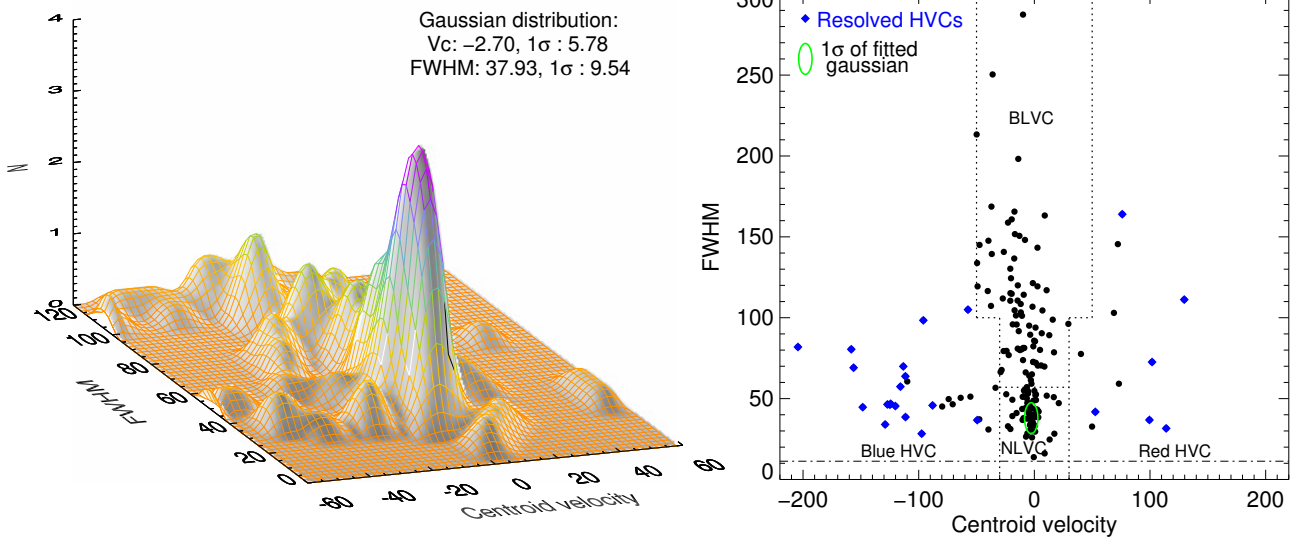 Gaussian distribution:
Vc: −2.70, 1σ : 5.78
FWHM: 37.93, 1σ : 9.54
4
3
2
1
0
N
120
100
80
60
40
20
0
FWHM
-60
-40
-20
0
20
40
60
Centroid velocity
Resolved HVCs
1σ of fitted
gaussian
BLVC
NLVC
Blue HVC
Red HVC
300
250
200
150
100
50
0
FWHM
−200
−100
0
100
200
Centroid velocity